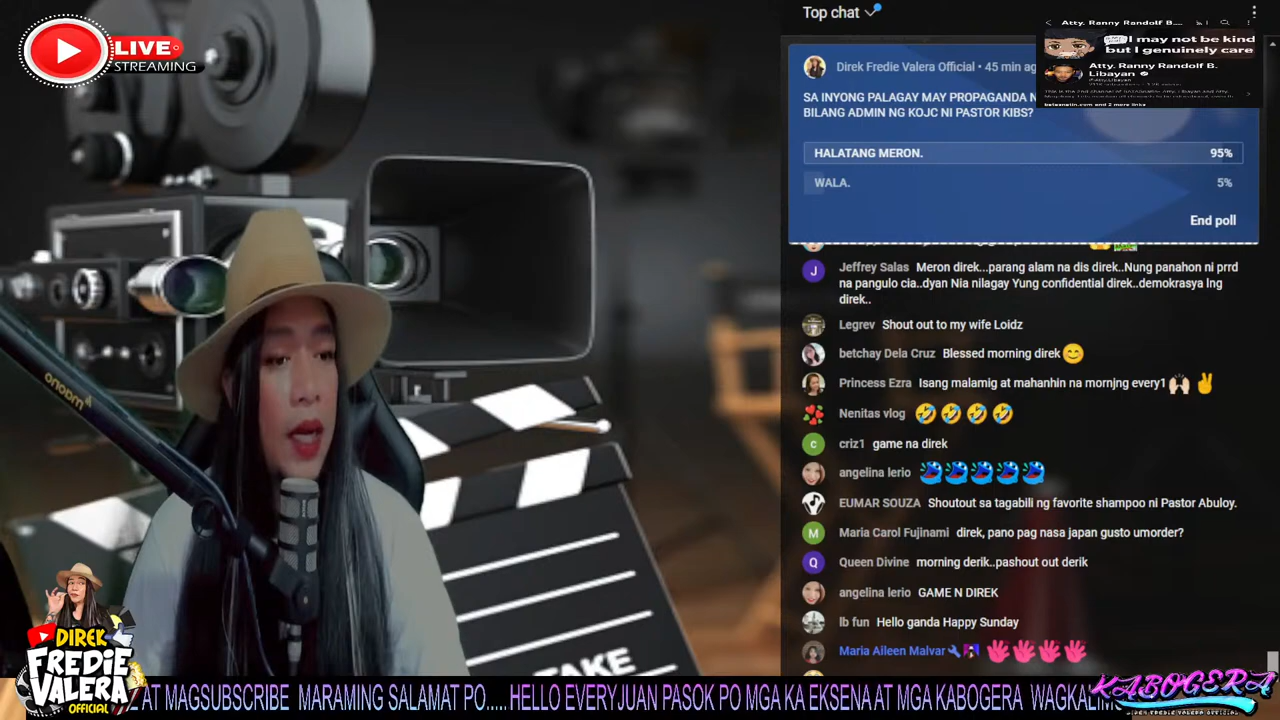 LIVE
STREAMING
Top chat
Atty. Ranny Randolf B....
I may not be kind
but I genuinely care
Atty. Ranny Randolf B.
Libayan
Direk Fredie Valera Official • 45 min ag
SA INYONG PALAGAY MAY PROPAGANDA N
BILANG ADMIN NG KOJC NI PASTOR KIBS?
HALATANG MERON. 95%
WALA. 5%
End poll
Jeffrey Salas Meron direk...parang alam na dis direk..Nung panahon ni prrd
na pangulo cia..dyan Nia nilagay Yung confidential direk..demokrasya lng
direk..
Legrev Shout out to my wife Loidz
betchay Dela Cruz Blessed morning direk 😊
Princess Ezra Isang malamig at mahanhin na mornjng every1 🙌🏻 ✌
Nenitas vlog 🤣 🤣 🤣 🤣
criz1 game na direk
angelina lerio
EUMAR SOUZA Shoutout sa tagabili ng favorite shampoo ni Pastor Abuloy.
Maria Carol Fujinami direk, pano pag nasa japan gusto umorder?
Queen Divine morning derik..pashout out derik
angelina lerio GAME N DIREK
lb fun Hello ganda Happy Sunday
Maria Aileen Malvar
maono
TAKE
DIREK
FREDIE
VALERA
OFFICIAL
E AT MAGSUBSCRIBE MARAMING SALAMAT PO.....HELLO EVERYJUAN PASOK PO MGA KA EKSENA AT MGA KABOGERA WAGKALIM
KABOGERA